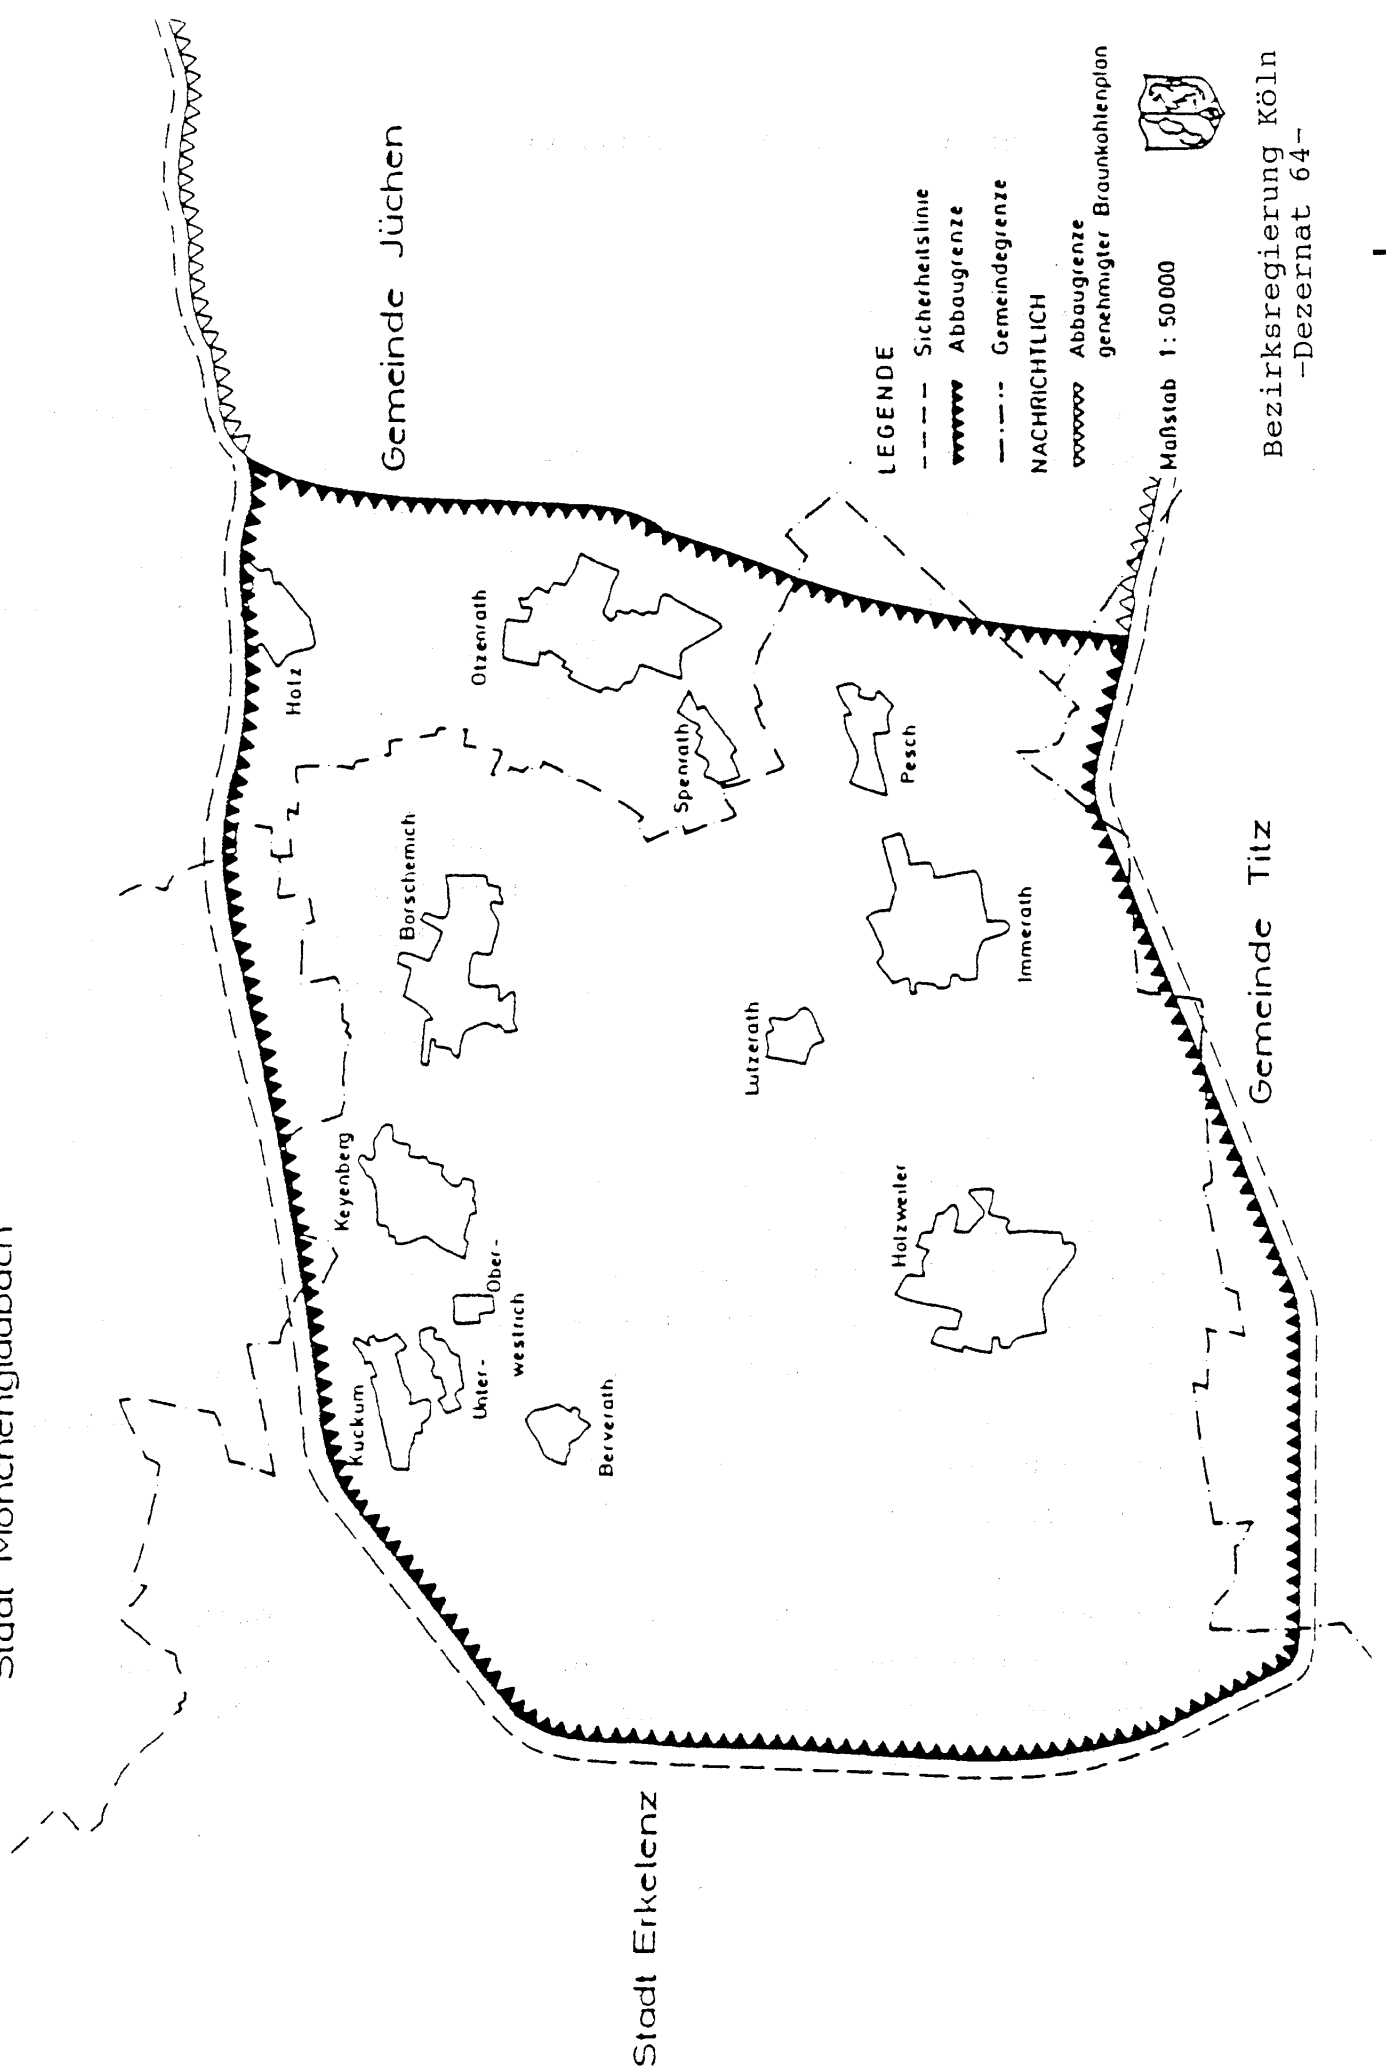 Stadt Mönchengladbach
Gemeinde Jüchen
Holz
Otzenrath
Spenrath
Borschemich
Pesch
Keyenberg
Immerath
Lutzerath
Kuckum
Unter-
Ober-
westrich
Berverath
Holzweiler
Stadt Erkelenz
Gemeinde Titz
LEGENDE
Sicherheitslinie
Abbaugrenze
Gemeindegrenze
NACHRICHTLICH
Abbaugrenze
genehmigter Braunkohlenplan
Maßstab 1:50000
Bezirksregierung Köln
-Dezernat 64-